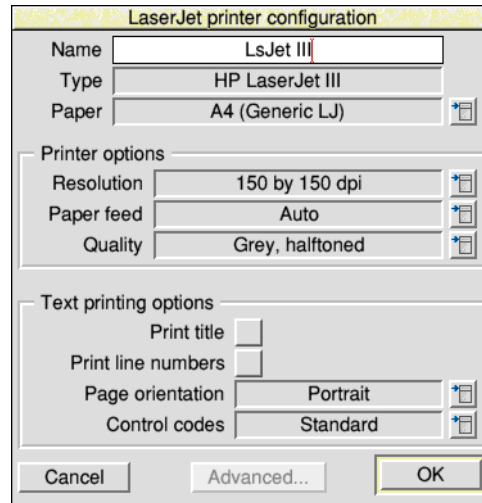 LaserJet printer configuration
Name LsJet III
Type HP LaserJet III
Paper A4 (Generic LJ)
Printer options
Resolution 150 by 150 dpi
Paper feed Auto
Quality Grey, halftoned
Text printing options
Print title
Print line numbers
Page orientation Portrait
Control codes Standard
Cancel Advanced... OK